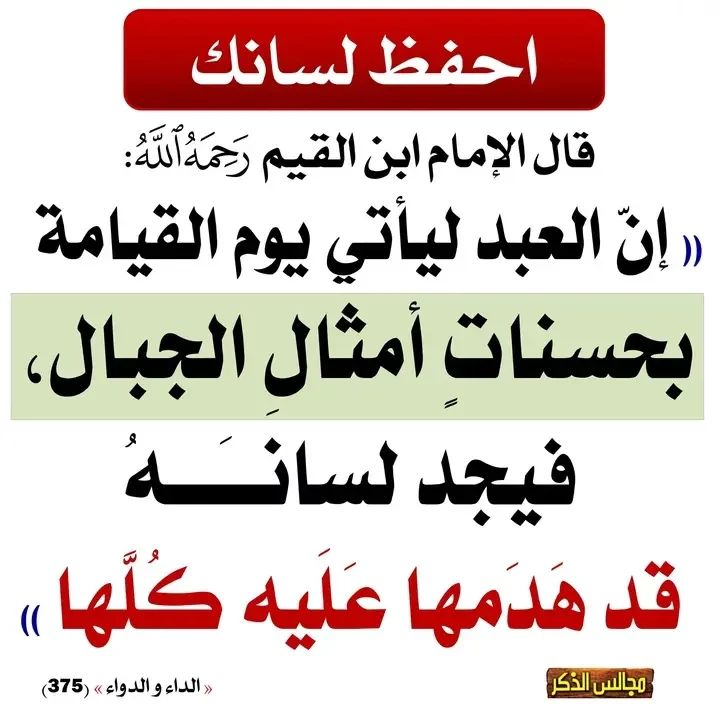 احفظ لسانك
قال الإمام ابن القيم رَحِمَهُ ٱللَّهُ:
(( إنّ العبد ليأتي يوم القيامة
بحسناتٍ أمثالِ الجبال،
فيجد لسانـَـــهُ
قد هَدَمها عَلَيه كُلَّها ))
« الداء و الدواء » (375)
مجالس الذكر